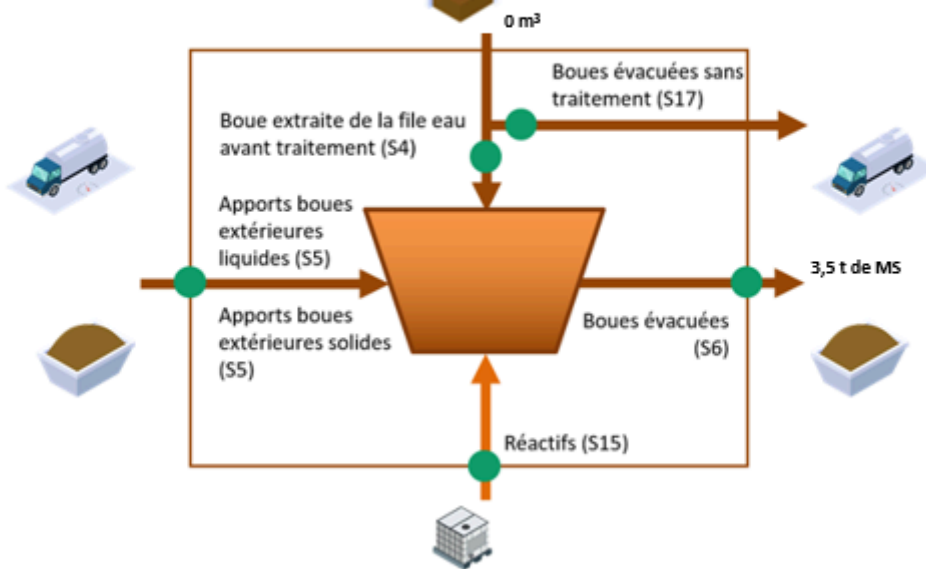 0 m³
Boues évacuées sans
traitement (S17)
Boue extraite de la file eau
avant traitement (S4)
Apports boues
extérieures
liquides (S5)
3,5 t de MS
Apports boues
extérieures solides
(S5)
Boues évacuées
(S6)
Réactifs (S15)